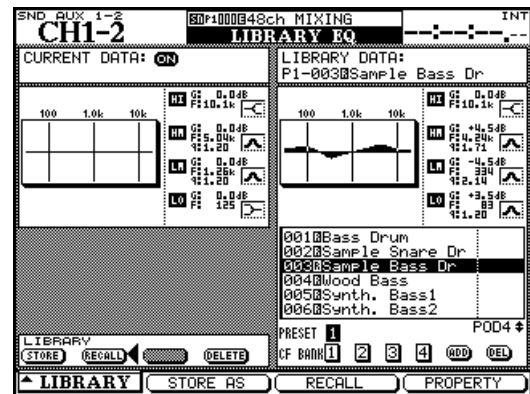 SND AUX 1-2
CH1-2
48ch MIXING
LIBRARY EQ
INT
--:--:--.--
CURRENT DATA: ON
LIBRARY DATA:
P1-003 Sample Bass Dr
100 1.0k 10k
HI G: 0.0dB
F:10.1k
HM G: 0.0dB
F:5.04k
Q:1.20
LM G: 0.0dB
F:1.26k
Q:1.20
LO G: 0.0dB
F: 125
100 1.0k 10k
HI G: 0.0dB
F:10.1k
HM G: +4.5dB
F:4.24k
Q:1.71
LM G: -4.5dB
F: 334
Q:2.14
LO G: +3.5dB
F: 83
Q:1.20
001 Bass Drum
002 Sample Snare Dr
003 Sample Bass Dr
004 Wood Bass
005 Synth. Bass1
006 Synth. Bass2
LIBRARY
STORE RECALL DELETE
PRESET 1
POD4
CF BANK 1 2 3 4 ADD DEL
LIBRARY STORE AS RECALL PROPERTY